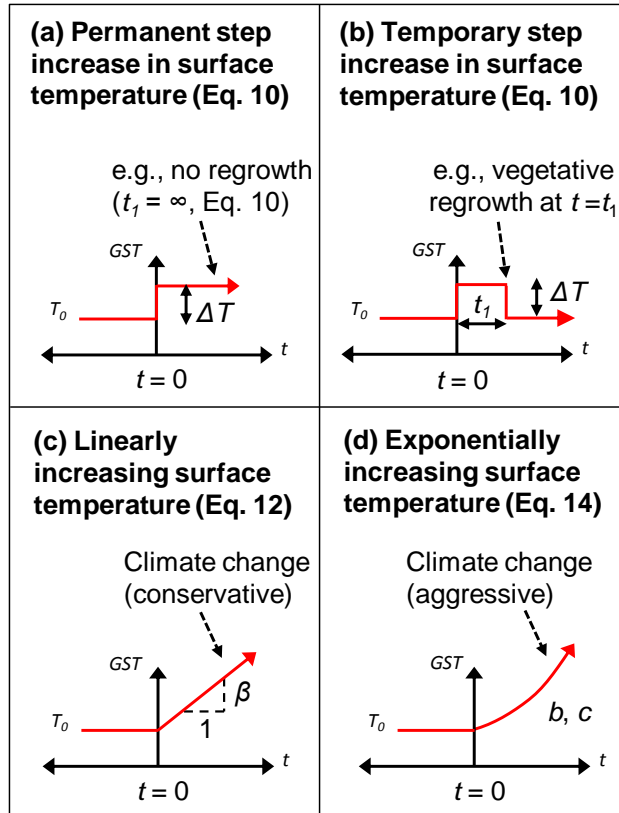 (a) Permanent step
increase in surface
temperature (Eq. 10)
e.g., no regrowth
(t₁ = ∞, Eq. 10)
GST
T₀
ΔT
t
t = 0
(b) Temporary step
increase in surface
temperature (Eq. 10)
e.g., vegetative
regrowth at t = t₁
GST
T₀
t₁
ΔT
t
t = 0
(c) Linearly
increasing surface
temperature (Eq. 12)
Climate change
(conservative)
GST
T₀
β
1
t
t = 0
(d) Exponentially
increasing surface
temperature (Eq. 14)
Climate change
(aggressive)
GST
T₀
b, c
t
t = 0